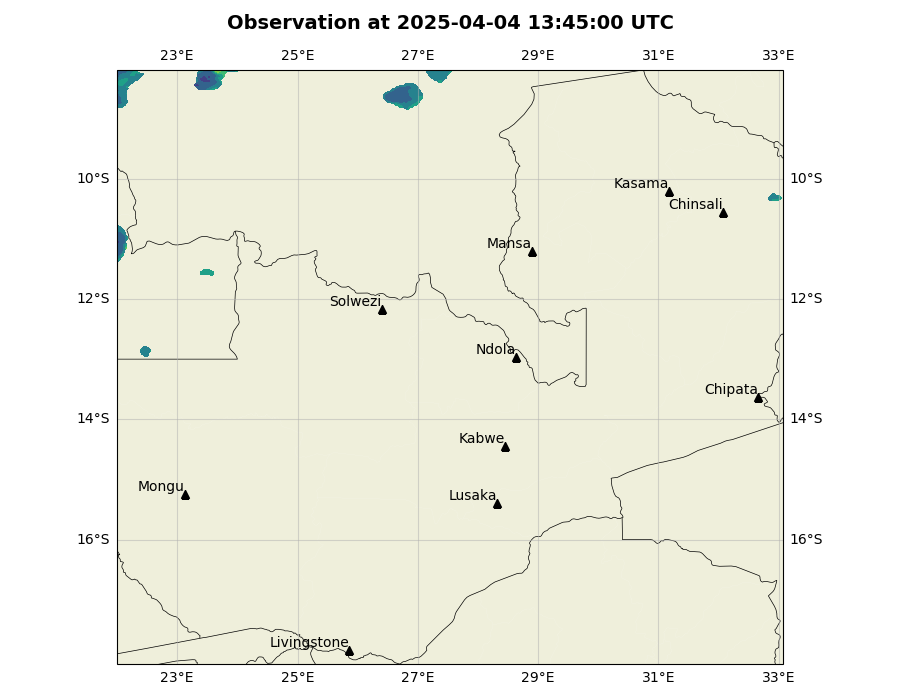 Observation at 2025-04-04 13:45:00 UTC
23°E 25°E 27°E 29°E 31°E 33°E
10°S 10°S
Kasama
Chinsali
Mansa
12°S 12°S
Solwezi
Ndola
Chipata
14°S 14°S
Kabwe
Mongu
Lusaka
16°S 16°S
Livingstone
23°E 25°E 27°E 29°E 31°E 33°E